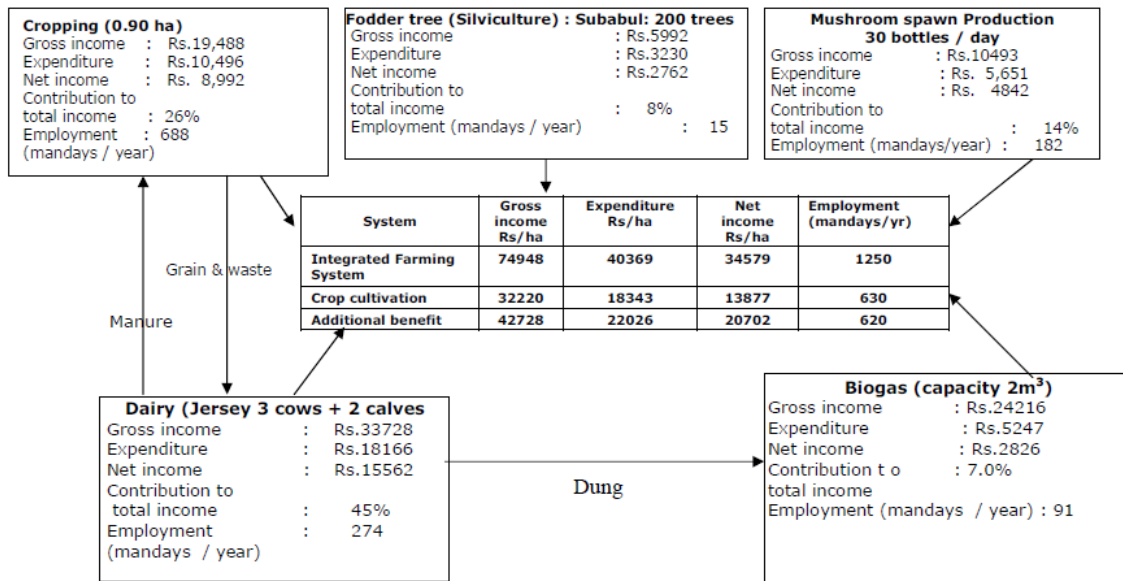 Cropping (0.90 ha)
Gross income : Rs.19,488
Expenditure : Rs.10,496
Net income : Rs. 8,992
Contribution to
total income : 26%
Employment : 688
(mandays / year)
Fodder tree (Silviculture) : Subabul: 200 trees
Gross income : Rs.5992
Expenditure : Rs.3230
Net income : Rs.2762
Contribution to
total income : 8%
Employment (mandays / year) : 15
Mushroom spawn Production
30 bottles / day
Gross income : Rs.10493
Expenditure : Rs. 5,651
Net income : Rs. 4842
Contribution to
total income : 14%
Employment (mandays/year) : 182
System Gross income Rs/ha Expenditure Rs/ha Net income Rs/ha Employment (mandays/yr)
Integrated Farming System 74948 40369 34579 1250
Crop cultivation 32220 18343 13877 630
Additional benefit 42728 22026 20702 620
Grain & waste
Manure
Dairy (Jersey 3 cows + 2 calves
Gross income : Rs.33728
Expenditure : Rs.18166
Net income : Rs.15562
Contribution to
total income : 45%
Employment : 274
(mandays / year)
Dung
Biogas (capacity 2m³)
Gross income : Rs.24216
Expenditure : Rs.5247
Net income : Rs.2826
Contribution t o : 7.0%
total income
Employment (mandays / year) : 91